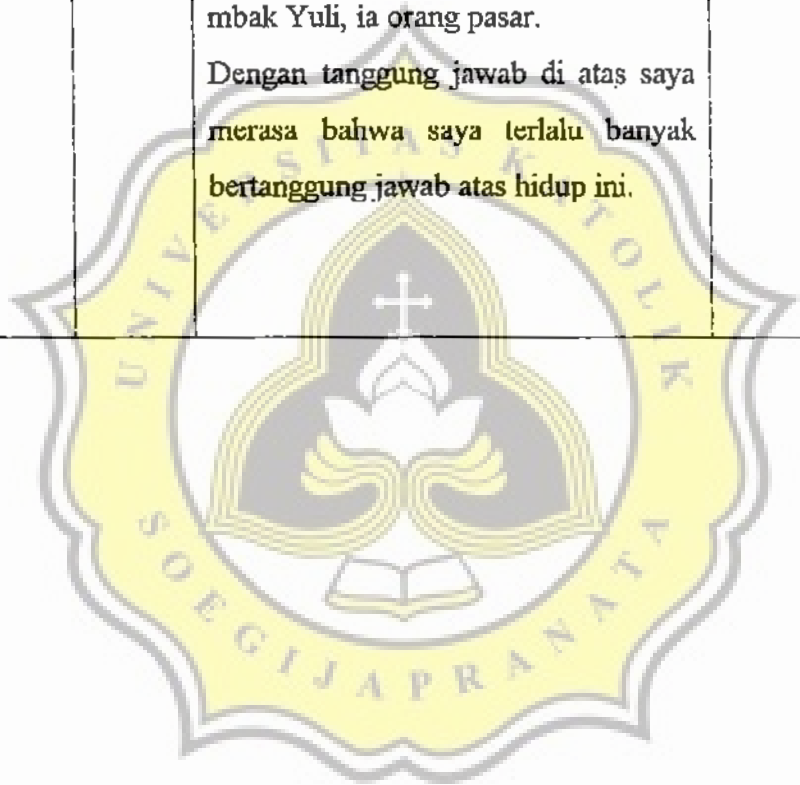 mbak Yuli, ia orang pasar.
Dengan tanggung jawab di atas saya
merasa bahwa saya terlalu banyak
bertanggung jawab atas hidup ini.
UNIVERSITAS KATOLIK
SOEGIJAPRANATA